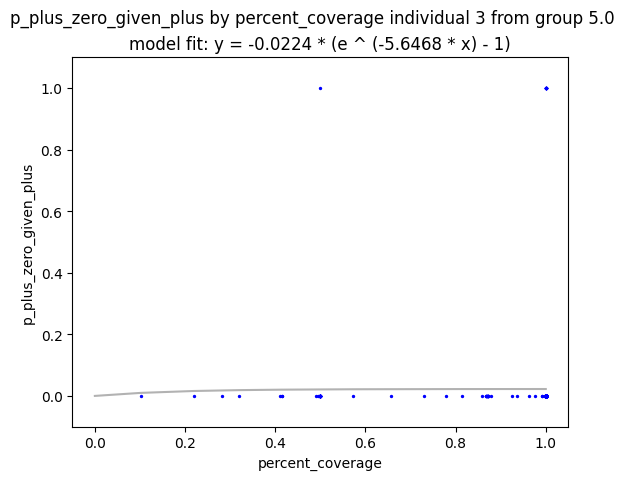 p_plus_zero_given_plus by percent_coverage individual 3 from group 5.0
model fit: y = -0.0224 * (e ^ (-5.6468 * x) - 1)
1.0
0.8
0.6
0.4
0.2
0.0
p_plus_zero_given_plus
0.0 0.2 0.4 0.6 0.8 1.0
percent_coverage